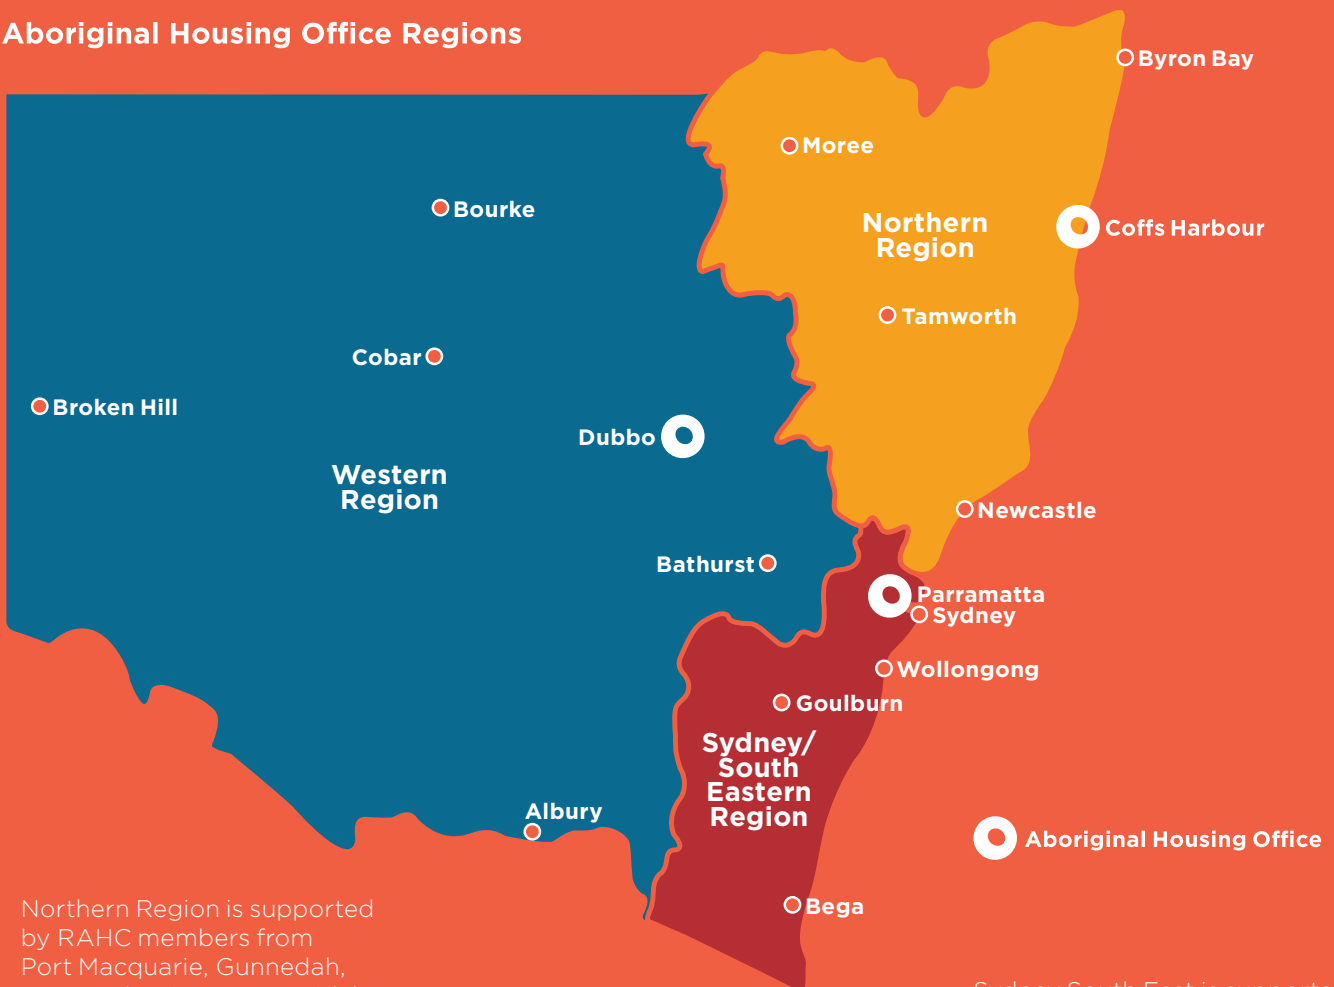 Aboriginal Housing Office Regions
Byron Bay
Moree
Bourke
Northern
Region
Coffs Harbour
Tamworth
Cobar
Broken Hill
Dubbo
Western
Region
Newcastle
Bathurst
Parramatta
Sydney
Wollongong
Goulburn
Sydney/
South
Eastern
Region
Albury
Aboriginal Housing Office
Bega
Northern Region is supported
by RAHC members from
Port Macquarie, Gunnedah,